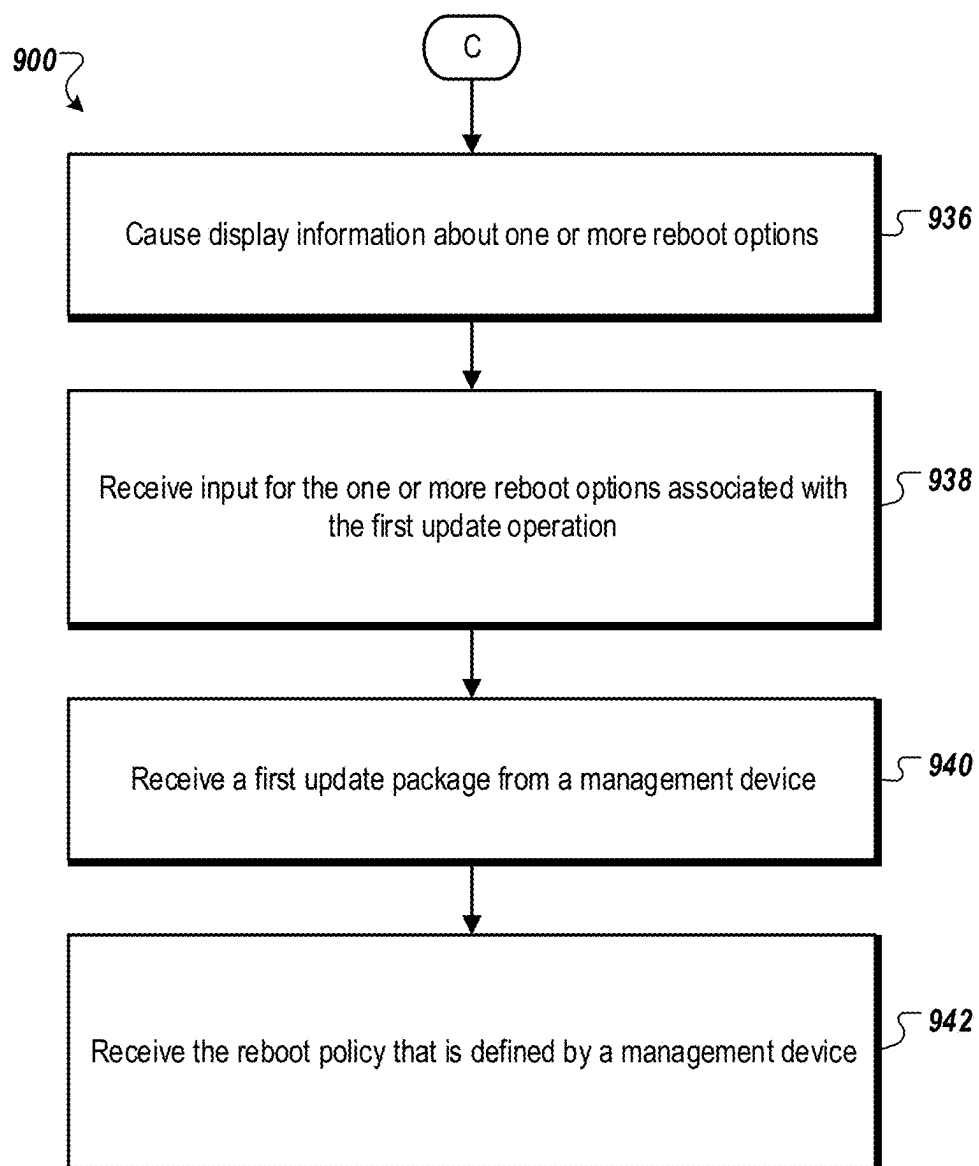 900
C
Cause display information about one or more reboot options
936
Receive input for the one or more reboot options associated with
the first update operation
938
Receive a first update package from a management device
940
Receive the reboot policy that is defined by a management device
942